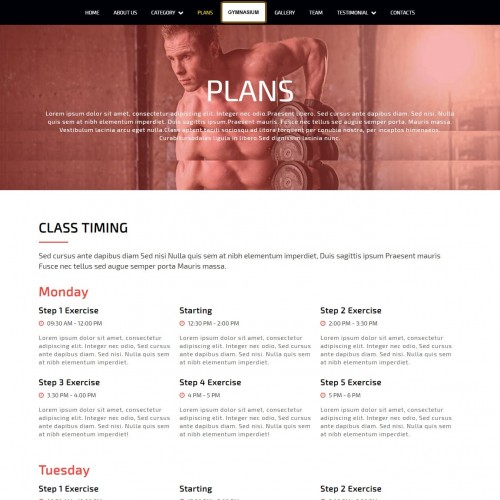 HOME ABOUT US CATEGORY PLANS GYMNASIUM GALLERY TEAM TESTIMONIAL CONTACTS
PLANS
Lorem ipsum dolor sit amet, consectetur adipiscing elit. Integer nec odio Praesent libero. Sed cursus ante dapibus diam Sed nisi Nulla quis
sem at nibh elementum imperdiet. Duis sagittis ipsum Praesent mauris. Fusce nec tellus sed augue semper porta. Mauris massa.
Vestibulum lacinia arcu eget nulla Class aptent taciti sociosqu ad litora torquent per conubia nostra, per inceptos himenaeos.
Curabitur sodales ligula in libero Sed dignissim lacinia nunc.
CLASS TIMING
Sed cursus ante dapibus diam Sed nisi Nulla quis sem at nibh elementum imperdiet, Duis sagittis ipsum Praesent mauris
Fusce nec tellus sed augue semper porta Mauris massa.
Monday
Step 1 Exercise Starting Step 2 Exercise
09:30 AM - 12:00 PM 12:30 PM - 2:00 PM 2:00 PM - 3:30 PM
Lorem ipsum dolor sit amet, consectetur Lorem ipsum dolor sit amet, consectetur Lorem ipsum dolor sit amet, consectetur
adipiscing elit. Integer nec odio, Sed cursus adipiscing elit. Integer nec odio, Sed cursus adipiscing elit. Integer nec odio, Sed cursus
ante dapibus diam. Sed nisi. Nulla quis sem ante dapibus diam. Sed nisi. Nulla quis sem ante dapibus diam. Sed nisi. Nulla quis sem
at nibh elementum imperdiet. at nibh elementum imperdiet. at nibh elementum imperdiet.
Step 3 Exercise Step 4 Exercise Step 5 Exercise
3.30 PM - 4.00 PM 4 PM - 5 PM 5 PM - 6 PM
Lorem ipsum dolor sit amet, consectetur Lorem ipsum dolor sit amet, consectetur Lorem ipsum dolor sit amet, consectetur
adipiscing elit. Integer nec odio, Sed cursus adipiscing elit. Integer nec odio, Sed cursus adipiscing elit. Integer nec odio, Sed cursus
ante dapibus diam. Sed nisi. Nulla quis sem ante dapibus diam. Sed nisi. Nulla quis sem ante dapibus diam. Sed nisi. Nulla quis sem
at nibh elementum imperdiet! at nibh elementum imperdiet! at nibh elementum imperdiet!
Tuesday
Step 1 Exercise Starting Step 2 Exercise